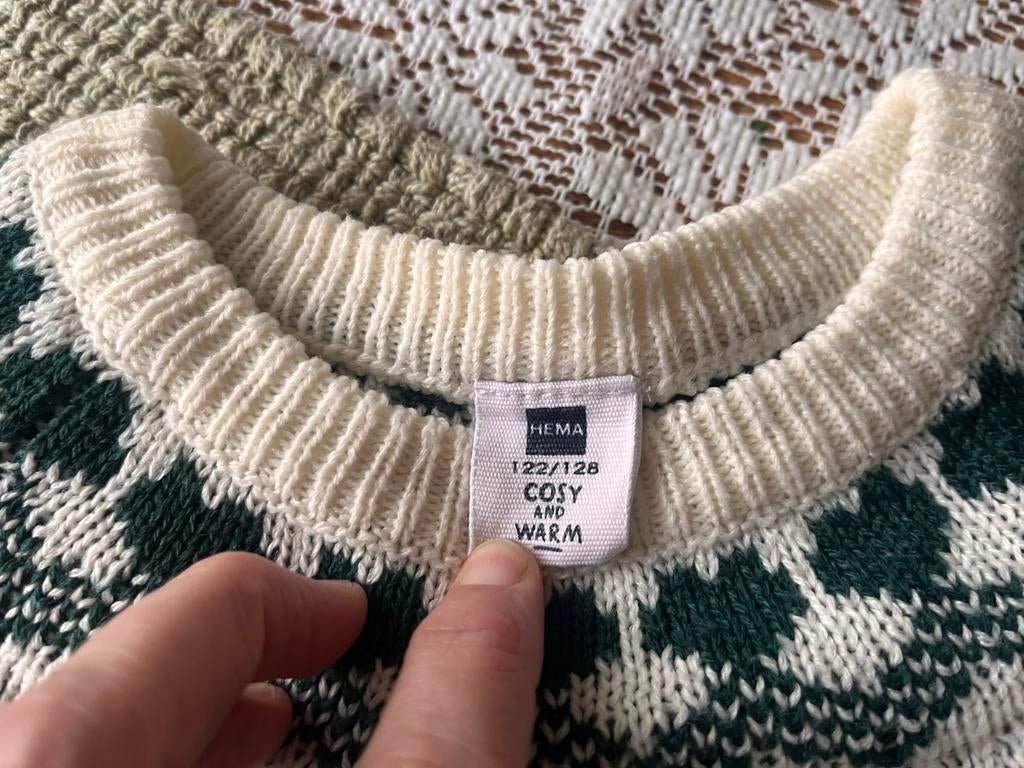 HEMA
122/128
COSY
AND
WARM